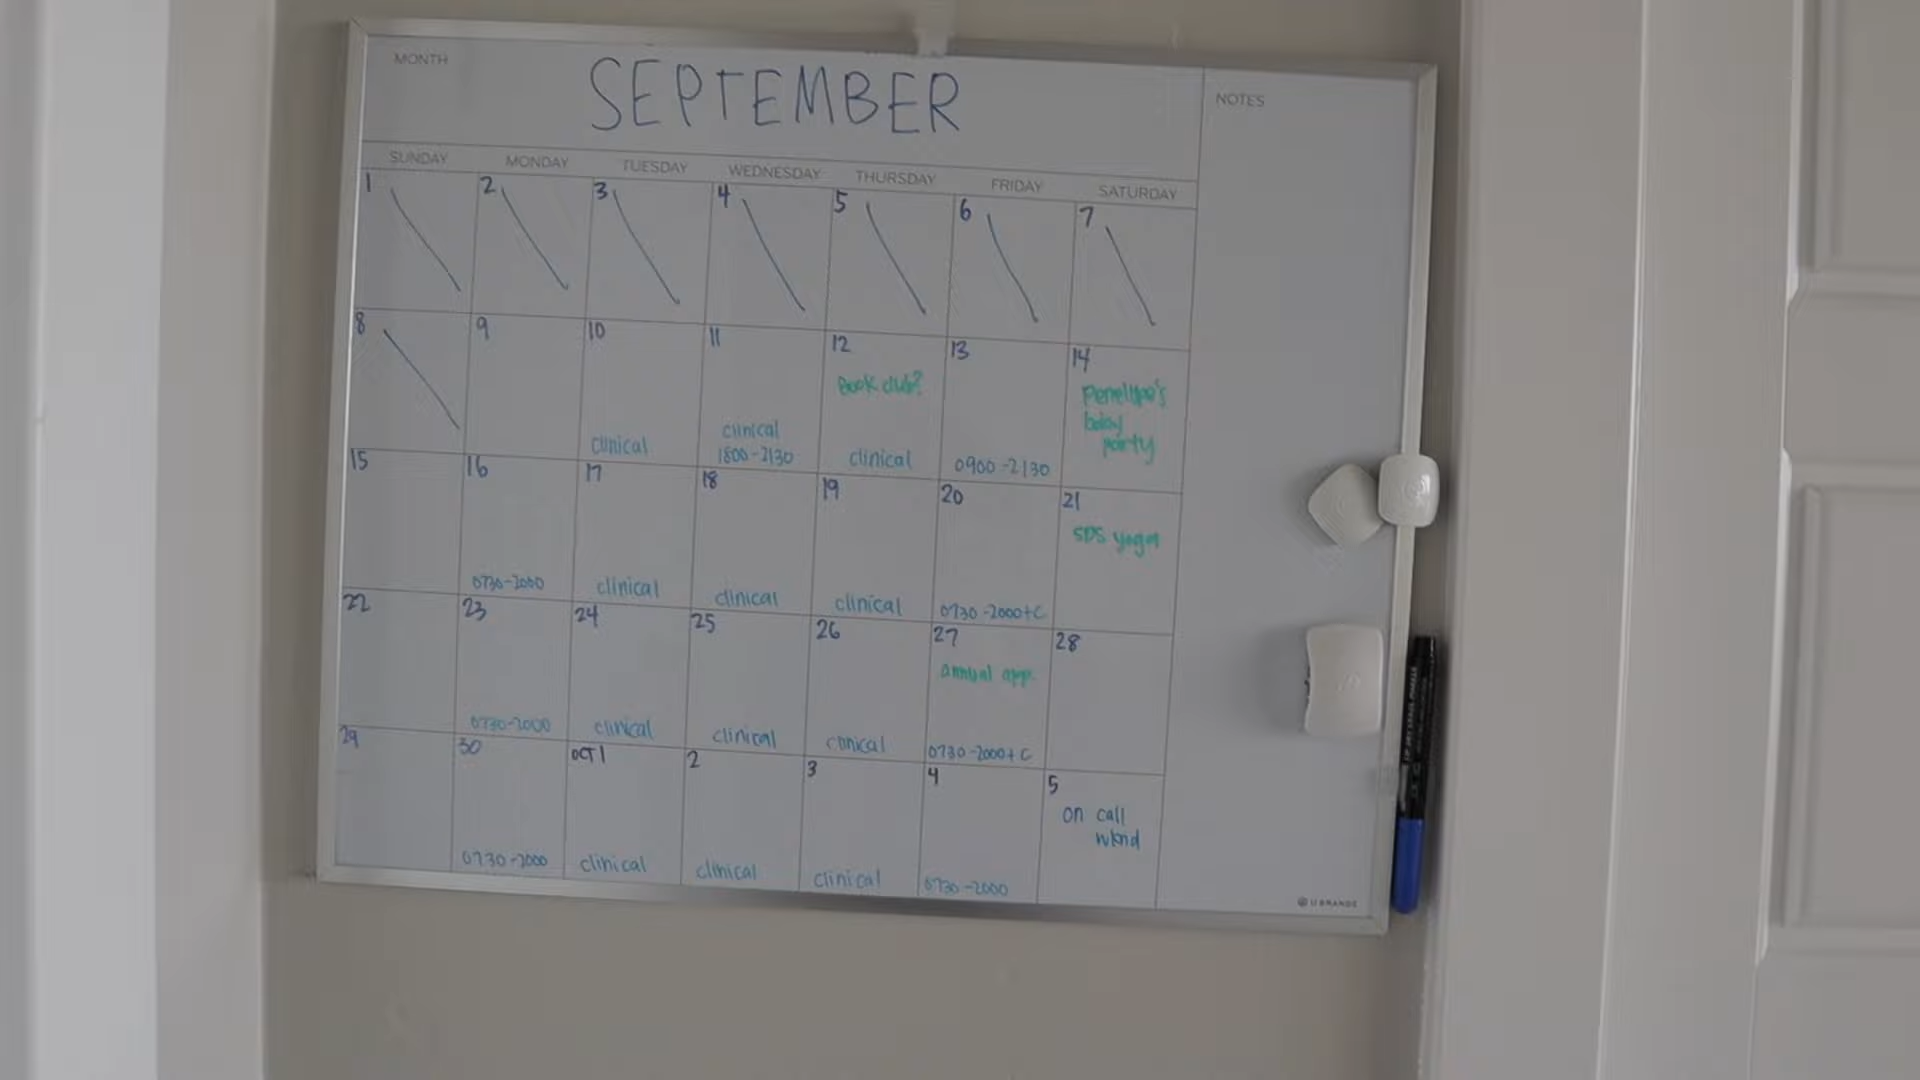 MONTH
SEPTEMBER
NOTES
SUNDAY MONDAY TUESDAY WEDNESDAY THURSDAY FRIDAY SATURDAY
1 2 3 4 5 6 7
8 9 10 11 12 13 14
Book club?
Penelope's
baby
party
clinical
clinical
1800-2130
clinical
0900-2130
15 16 17 18 19 20 21
SDS yoga
0730-2000 clinical clinical clinical 0730-2000+C
22 23 24 25 26 27 28
annual app.
0730-2000 clinical clinical clinical 0730-2000+C
29 30 OCT 1 2 3 4 5
on call
wknd
0730-2000 clinical clinical clinical 0730-2000
U BRANDS